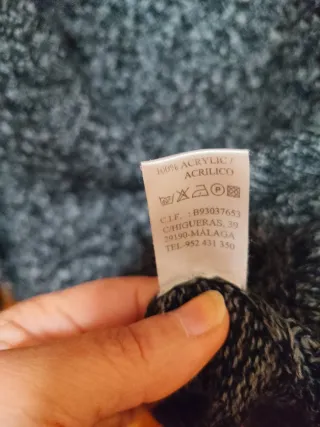 100% ACRYLIC /
ACRILICO
C.I.F. : B93037653
C/HIGUERAS, 39
29190-MALAGA
TEL-952 431 350